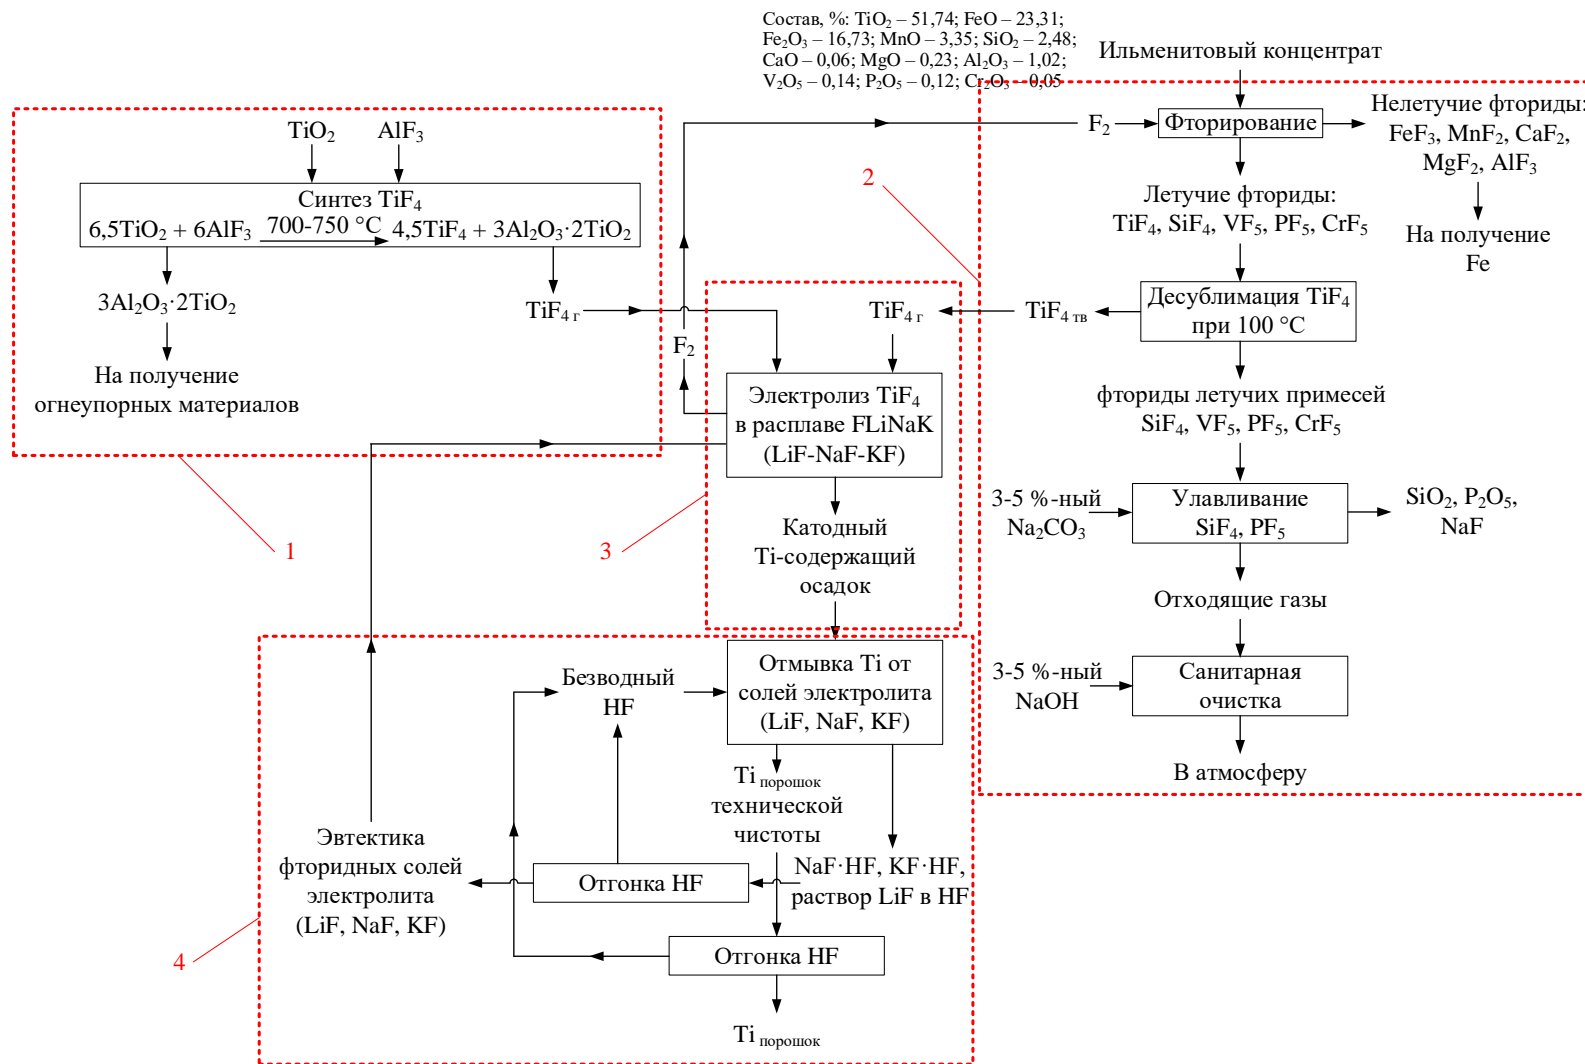 Состав, %: TiO₂ – 51,74; FeO – 23,31;
Fe₂O₃ – 16,73; MnO – 3,35; SiO₂ – 2,48;
CaO – 0,06; MgO – 0,23; Al₂O₃ – 1,02;
V₂O₅ – 0,14; P₂O₅ – 0,12; Cr₂O₃ – 0,05
Ильменитовый концентрат
F₂
Фторирование
Нелетучие фториды:
FeF₃, MnF₂, CaF₂,
MgF₂, AlF₃
На получение
Fe
2
Летучие фториды:
TiF₄, SiF₄, VF₅, PF₅, CrF₅
Десублимация TiF₄
при 100 °C
TiF₄ тв
TiF₄ г
фториды летучих примесей
SiF₄, VF₅, PF₅, CrF₅
3-5 %-ный
Na₂CO₃
Улавливание
SiF₄, PF₅
SiO₂, P₂O₅,
NaF
Отходящие газы
3-5 %-ный
NaOH
Санитарная
очистка
В атмосферу
TiO₂
AlF₃
Синтез TiF₄
6,5TiO₂ + 6AlF₃
700-750 °C
4,5TiF₄ + 3Al₂O₃·2TiO₂
3Al₂O₃·2TiO₂
На получение
огнеупорных материалов
TiF₄ г
1
F₂
Электролиз TiF₄
в расплаве FLiNaK
(LiF-NaF-KF)
Катодный
Ti-содержащий
осадок
3
Отмывка Ti от
солей электролита
(LiF, NaF, KF)
Безводный
HF
Ti порошок
технической
чистоты
NaF·HF, KF·HF,
раствор LiF в HF
Отгонка HF
Эвтектика
фторидных солей
электролита
(LiF, NaF, KF)
Отгонка HF
Ti порошок
4